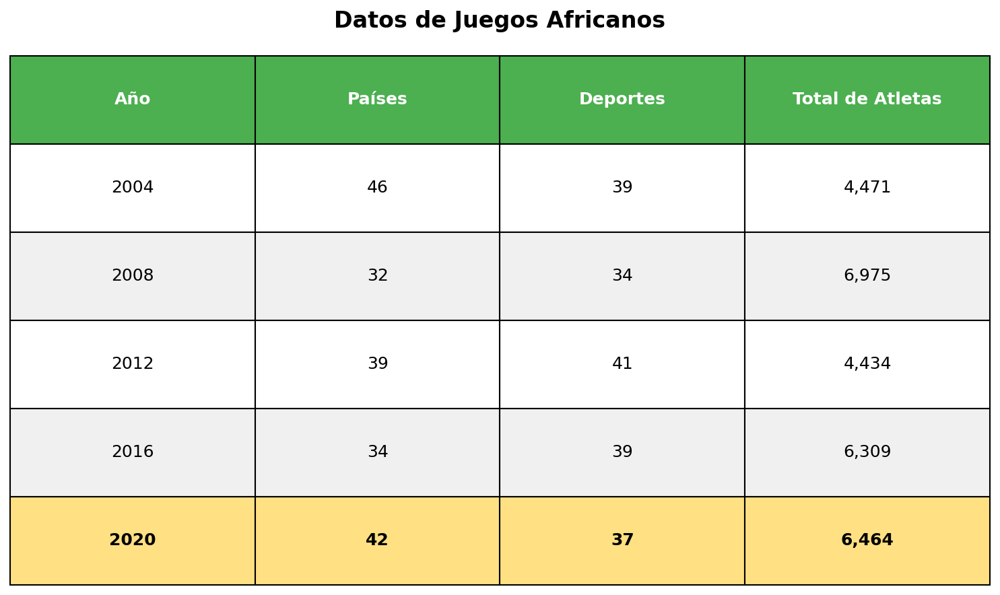 Datos de Juegos Africanos
Año Países Deportes Total de Atletas
2004 46 39 4,471
2008 32 34 6,975
2012 39 41 4,434
2016 34 39 6,309
2020 42 37 6,464